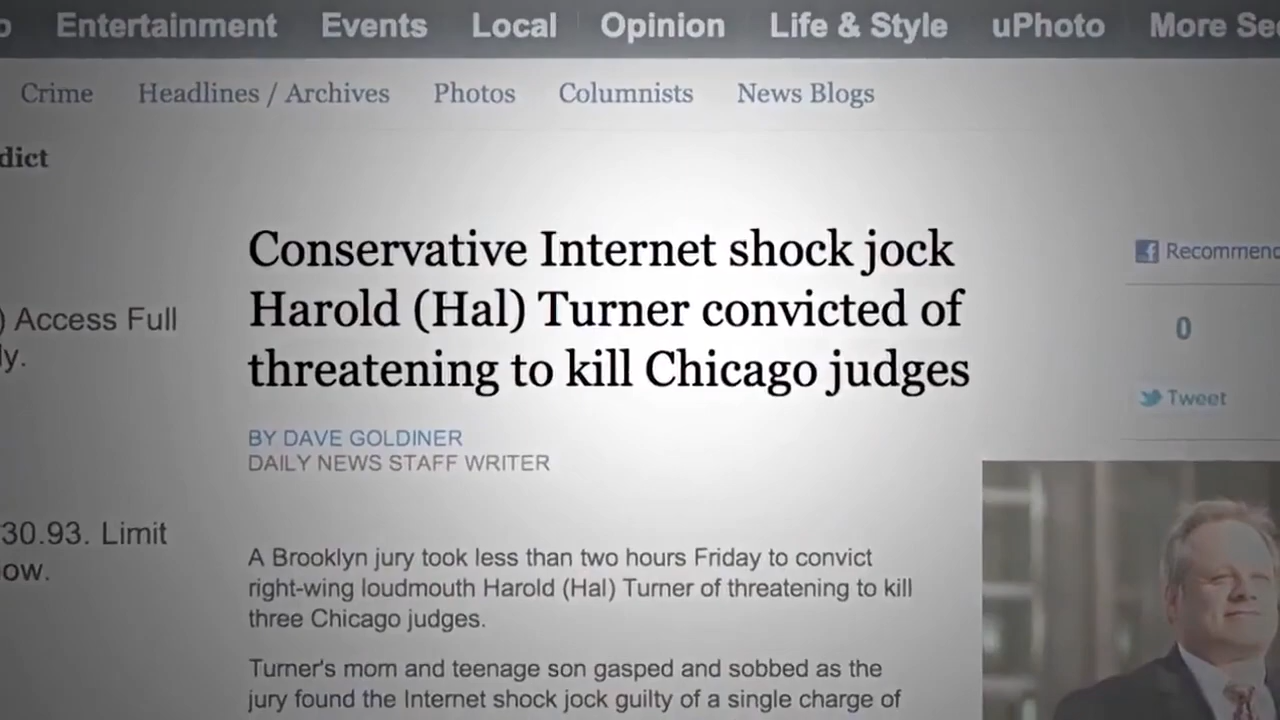 Entertainment Events Local Opinion Life & Style uPhoto More Se
Crime Headlines / Archives Photos Columnists News Blogs
dict
Conservative Internet shock jock
Harold (Hal) Turner convicted of
threatening to kill Chicago judges
Recommend
) Access Full
ly.
0
Tweet
BY DAVE GOLDINER
DAILY NEWS STAFF WRITER
30.93. Limit
ow.
A Brooklyn jury took less than two hours Friday to convict
right-wing loudmouth Harold (Hal) Turner of threatening to kill
three Chicago judges.
Turner's mom and teenage son gasped and sobbed as the
jury found the Internet shock jock guilty of a single charge of